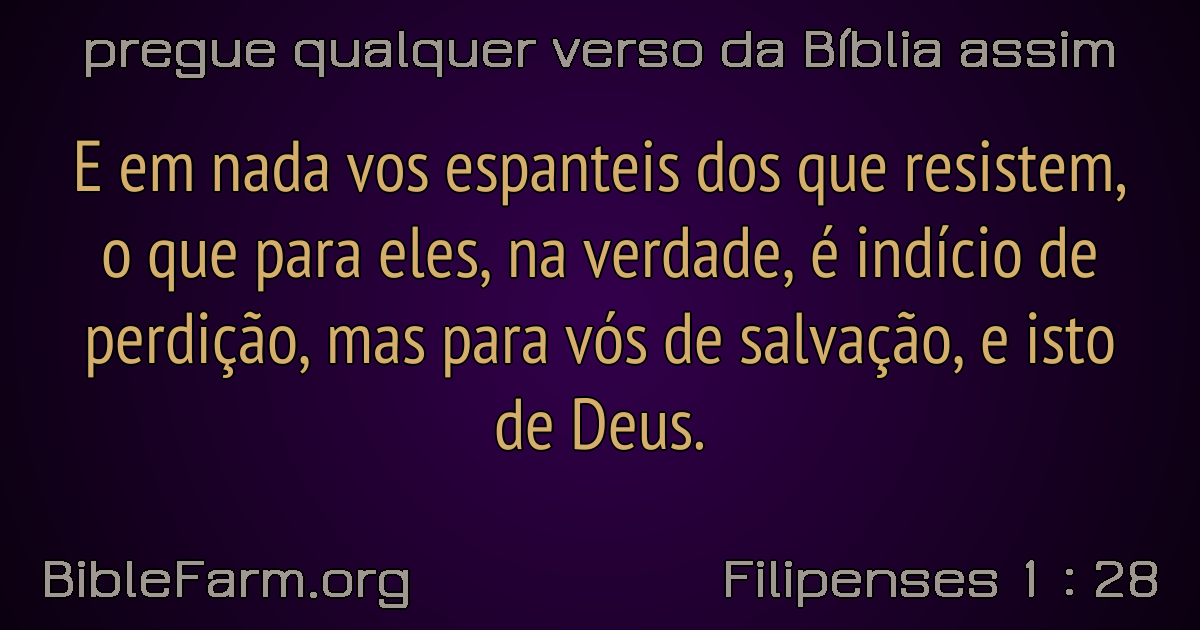 pregue qualquer verso da Bíblia assim
E em nada vos espanteis dos que resistem,
o que para eles, na verdade, é indício de
perdição, mas para vós de salvação, e isto
de Deus.
BibleFarm.org
Filipenses 1 : 28